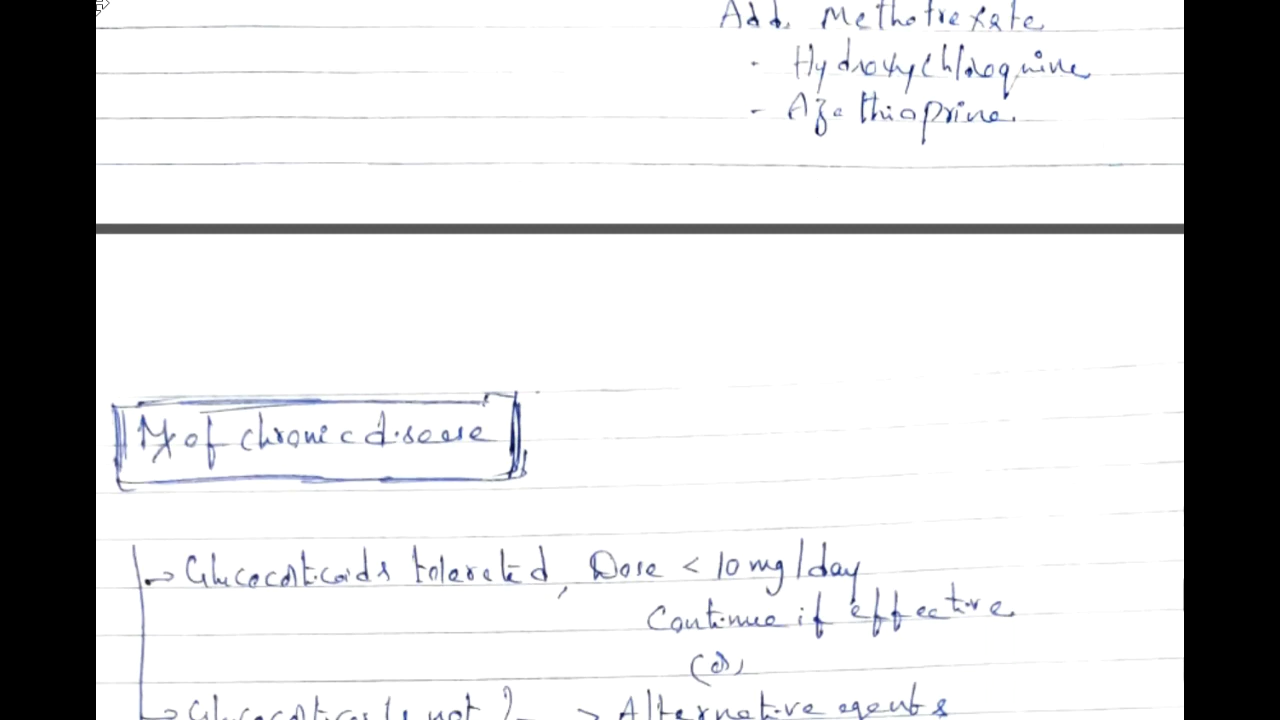 Add Methotrexate
- Hydroxychloroquine
- Azathioprine.
Mx of chronic disease
→ Glucocorticoids tolerated, Dose < 10 mg/day
Continue if effective
(or)
→ Glucocorticoids not } → Alternative agents